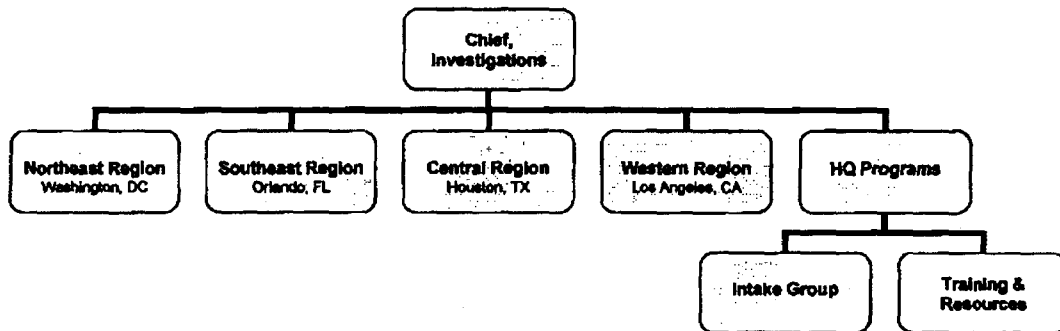 Chief,
Investigations
Northeast Region
Washington, DC
Southeast Region
Orlando, FL
Central Region
Houston, TX
Western Region
Los Angeles, CA
HQ Programs
Intake Group
Training &
Resources